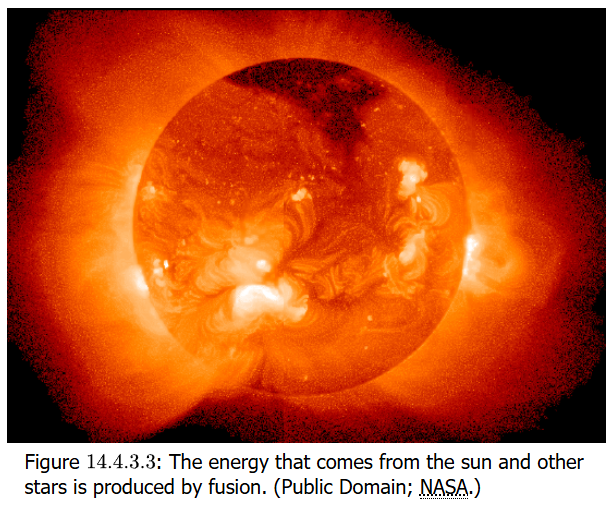 Figure 14.4.3.3: The energy that comes from the sun and other
stars is produced by fusion. (Public Domain; NASA.)